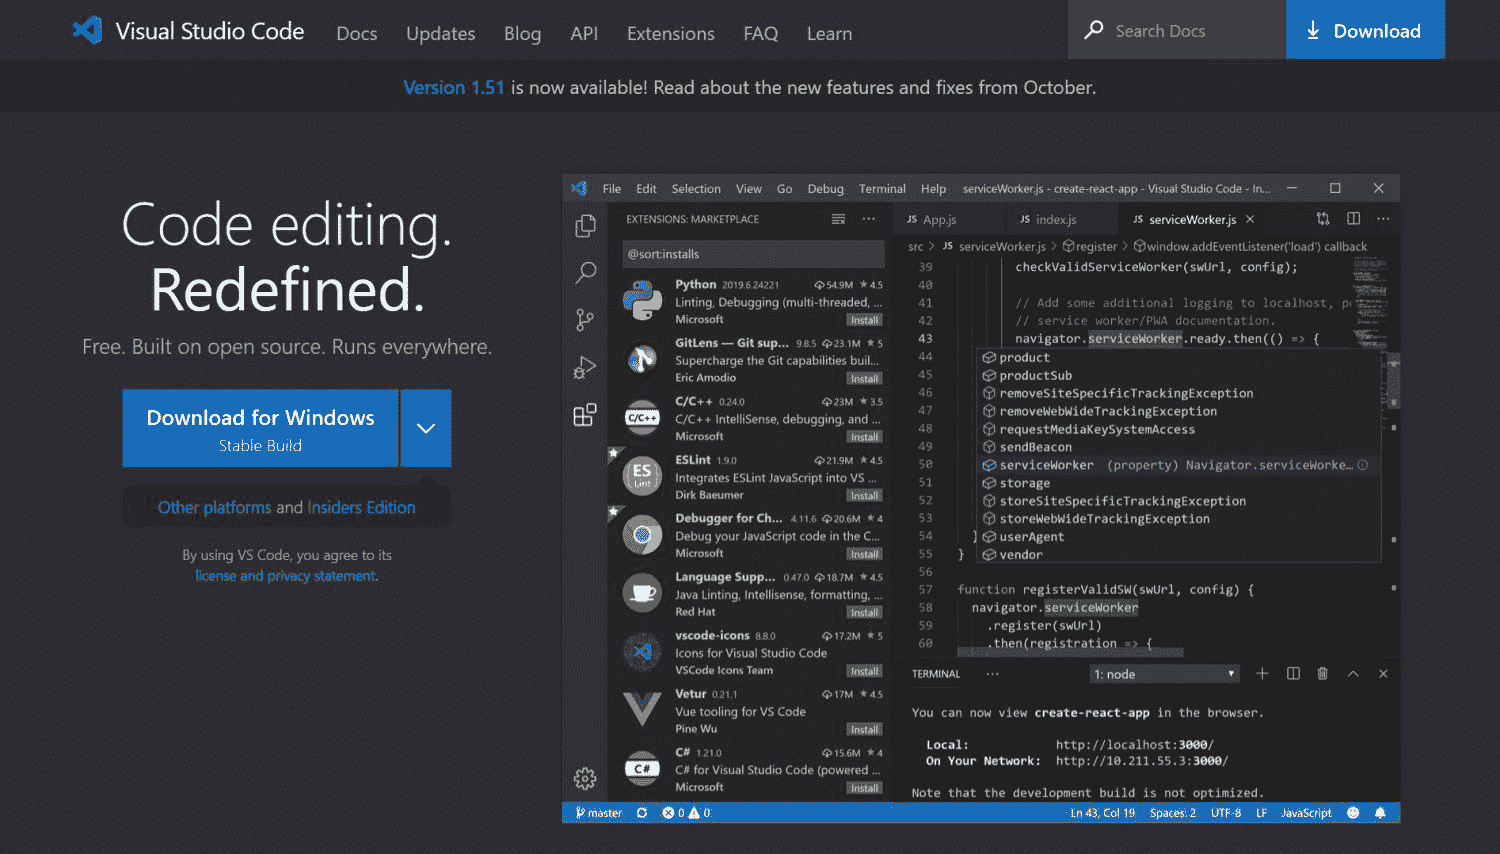 Visual Studio Code Docs Updates Blog API Extensions FAQ Learn Search Docs Download
Version 1.51 is now available! Read about the new features and fixes from October.
Code editing.
Redefined.
Free. Built on open source. Runs everywhere.
Download for Windows
Stable Build
Other platforms and Insiders Edition
By using VS Code, you agree to its
license and privacy statement.
File Edit Selection View Go Debug Terminal Help serviceWorker.js - create-react-app - Visual Studio Code - In...
EXTENSIONS: MARKETPLACE
@sort:installs
Python 2019.6.24221 54.9M 4.5
Linting, Debugging (multi-threaded, ...
Microsoft Install
GitLens — Git sup... 9.8.5 23.1M 5
Supercharge the Git capabilities buil...
Eric Amodio Install
C/C++ 0.24.0 23M 3.5
C/C++ IntelliSense, debugging, and ...
Microsoft Install
ESLint 1.9.0 21.9M 4.5
Integrates ESLint JavaScript into VS ...
Dirk Baeumer Install
Debugger for Ch... 4.11.6 20.6M 4
Debug your JavaScript code in the C...
Microsoft Install
Language Supp... 0.47.0 18.7M 4.5
Java Linting, Intellisense, formatting, ...
Red Hat Install
vscode-icons 8.8.0 17.2M 5
Icons for Visual Studio Code
VSCode Icons Team Install
Vetur 0.21.1 17M 4.5
Vue tooling for VS Code
Pine Wu Install
C# 1.21.0 15.6M 4
C# for Visual Studio Code (powered ...
Microsoft Install
C/C++
ES
Lint
C#
JS App.js JS index.js JS serviceWorker.js
src > JS serviceWorker.js > register > window.addEventListener('load') callback
39 checkValidServiceWorker(swUrl, config);
40
41 // Add some additional logging to localhost, p
42 // service worker/PWA documentation.
43 navigator.serviceWorker.ready.then(() => {
44 product
45 productSub
46 removeSiteSpecificTrackingException
47 removeWebWideTrackingException
48 requestMediaKeySystemAccess
49 sendBeacon
50 serviceWorker (property) Navigator.serviceWorke...
51 storage
52 storeSiteSpecificTrackingException
53 storeWebWideTrackingException
54 } userAgent
55 } vendor
56
57 function registerValidSW(swUrl, config) {
58 navigator.serviceWorker
59 .register(swUrl)
60 .then(registration => {
TERMINAL ... 1: node
You can now view create-react-app in the browser.
Local: http://localhost:3000/
On Your Network: http://10.211.55.3:3000/
Note that the development build is not optimized.
master 0 0 Ln 43, Col 19 Spaces: 2 UTF-8 LF JavaScript